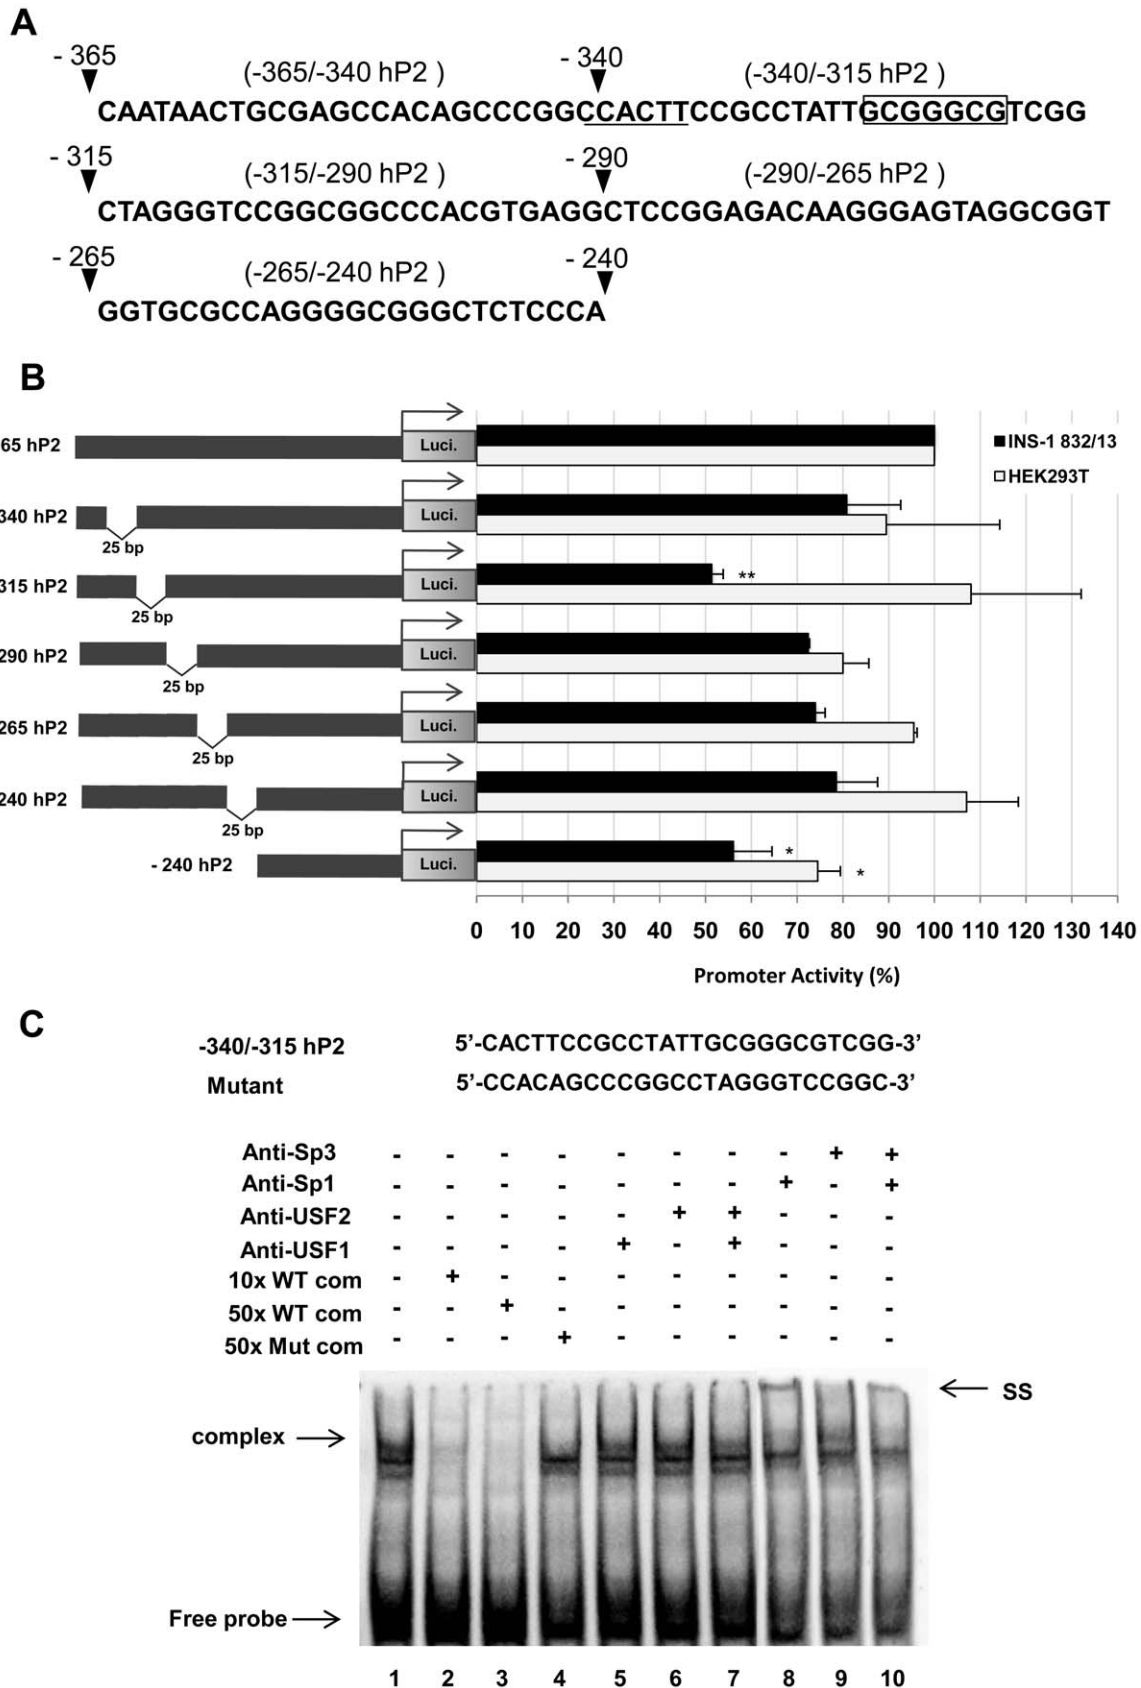 A
- 365 (-365/-340 hP2 ) - 340 (-340/-315 hP2 )
CAATAACTGCGAGCCACAGCCCGGCCACTTCCGCCTATTGCGGGCGTCGG
- 315 (-315/-290 hP2 ) - 290 (-290/-265 hP2 )
CTAGGGTCCGGCGGCCCACGTGAGGCTCCGGAGACAAGGGAGTAGGCGGT
- 265 (-265/-240 hP2 ) - 240
GGTGCGCCAGGGGCGGGCTCTCCCA
B
65 hP2 Luci. INS-1 832/13
HEK293T
340 hP2 Luci.
25 bp
315 hP2 Luci. **
25 bp
290 hP2 Luci.
25 bp
265 hP2 Luci.
25 bp
240 hP2 Luci.
25 bp
- 240 hP2 Luci. *
*
0 10 20 30 40 50 60 70 80 90 100 110 120 130 140
Promoter Activity (%)
C
-340/-315 hP2 5’-CACTTCCGCCTATTGCGGGCGTCGG-3’
Mutant 5’-CCACAGCCCGGCCTAGGGTCCGGC-3’
Anti-Sp3 - - - - - - - - + +
Anti-Sp1 - - - - - - - + - +
Anti-USF2 - - - - - + + - - -
Anti-USF1 - - - - + - + - - -
10x WT com - + - - - - - - - -
50x WT com - - + - - - - - - -
50x Mut com - - - + - - - - - -
SS
complex
Free probe
1 2 3 4 5 6 7 8 9 10